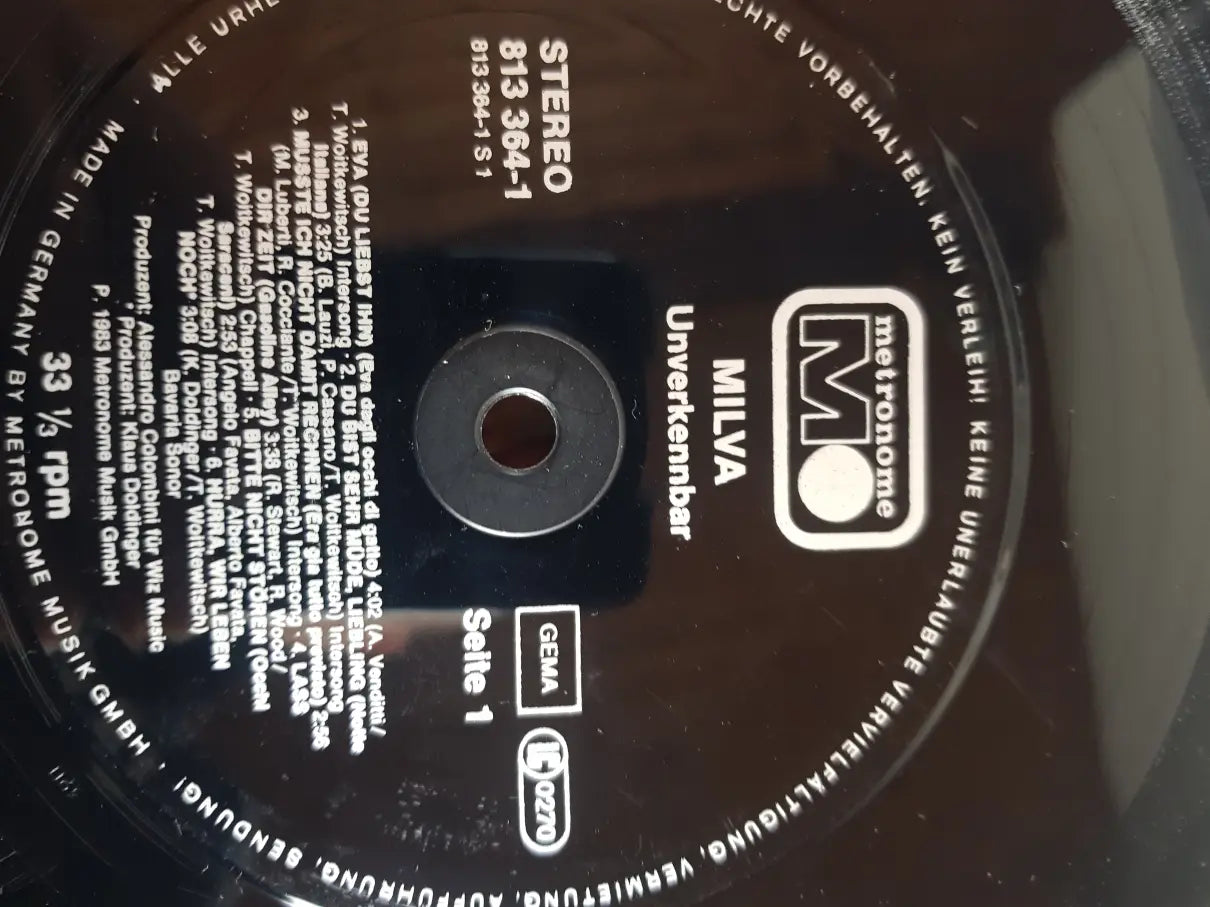 metronome
M
MILVA
Unverkennbar
STEREO
813 364-1
813 364-1 S 1
GEMA
LC 0270
Seite 1
1. EVA (DU LIEBST IHN) (Eva dagli occhi di gatto) 4:02 (A. Venditti/
T. Woitkewitsch) Intersong · 2. DU BIST SEHR MÜDE, LIEBLING (Notte
Italiana) 3:25 (B. Lauzi, P. Cassano/T. Woitkewitsch) Intersong
3. MUSSTE ICH NICHT DAMIT RECHNEN (Era già tutto previsto) 2:56
(M. Luberti, R. Cocciante/T. Woitkewitsch) Intersong · 4. LASS
DIR ZEIT (Gasoline Alley) 3:38 (R. Stewart, R. Wood/
T. Woitkewitsch) Chappell · 5. BITTE NICHT STÖREN (Occhi
Saraceni) 2:53 (Angelo Favata, Alberto Favata,
T. Woitkewitsch) Intersong · 6. HURRA, WIR LEBEN
NOCH* 3:08 (K. Doldinger/T. Woitkewitsch)
Bavaria Sonor
Produzent: Alessandro Colombini für Wiz Music
* Produzent: Klaus Doldinger
P. 1983 Metronome Musik GmbH
33 1/3 rpm
ALLE URHE
ECHTE VORBEHALTEN. KEIN VERLEIH! KEINE UNERLAUBTE VERVIELFÄLTIGUNG, VERMIETUNG, AUFFÜHRUNG, SENDUNG!
MADE IN GERMANY BY METRONOME MUSIK GMBH ·